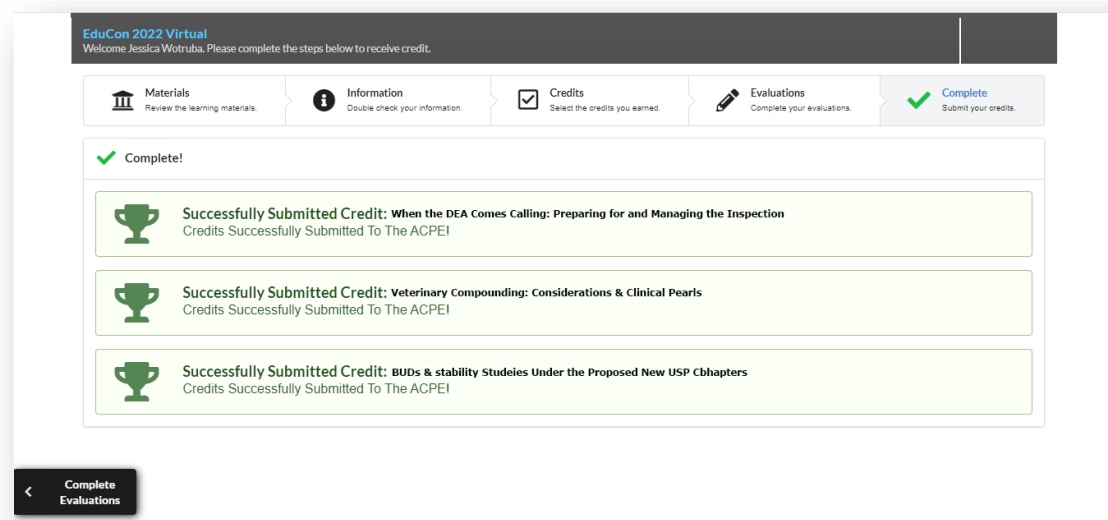 EduCon 2022 Virtual
Welcome Jessica Wotruba. Please complete the steps below to receive credit.
Materials
Review the learning materials.
Information
Double check your information.
Credits
Select the credits you earned.
Evaluations
Complete your evaluations.
Complete
Submit your credits.
Complete!
Successfully Submitted Credit: When the DEA Comes Calling: Preparing for and Managing the Inspection
Credits Successfully Submitted To The ACPE!
Successfully Submitted Credit: Veterinary Compounding: Considerations & Clinical Pearls
Credits Successfully Submitted To The ACPE!
Successfully Submitted Credit: BUDs & stability Studeies Under the Proposed New USP Cbhapters
Credits Successfully Submitted To The ACPE!
Complete
Evaluations